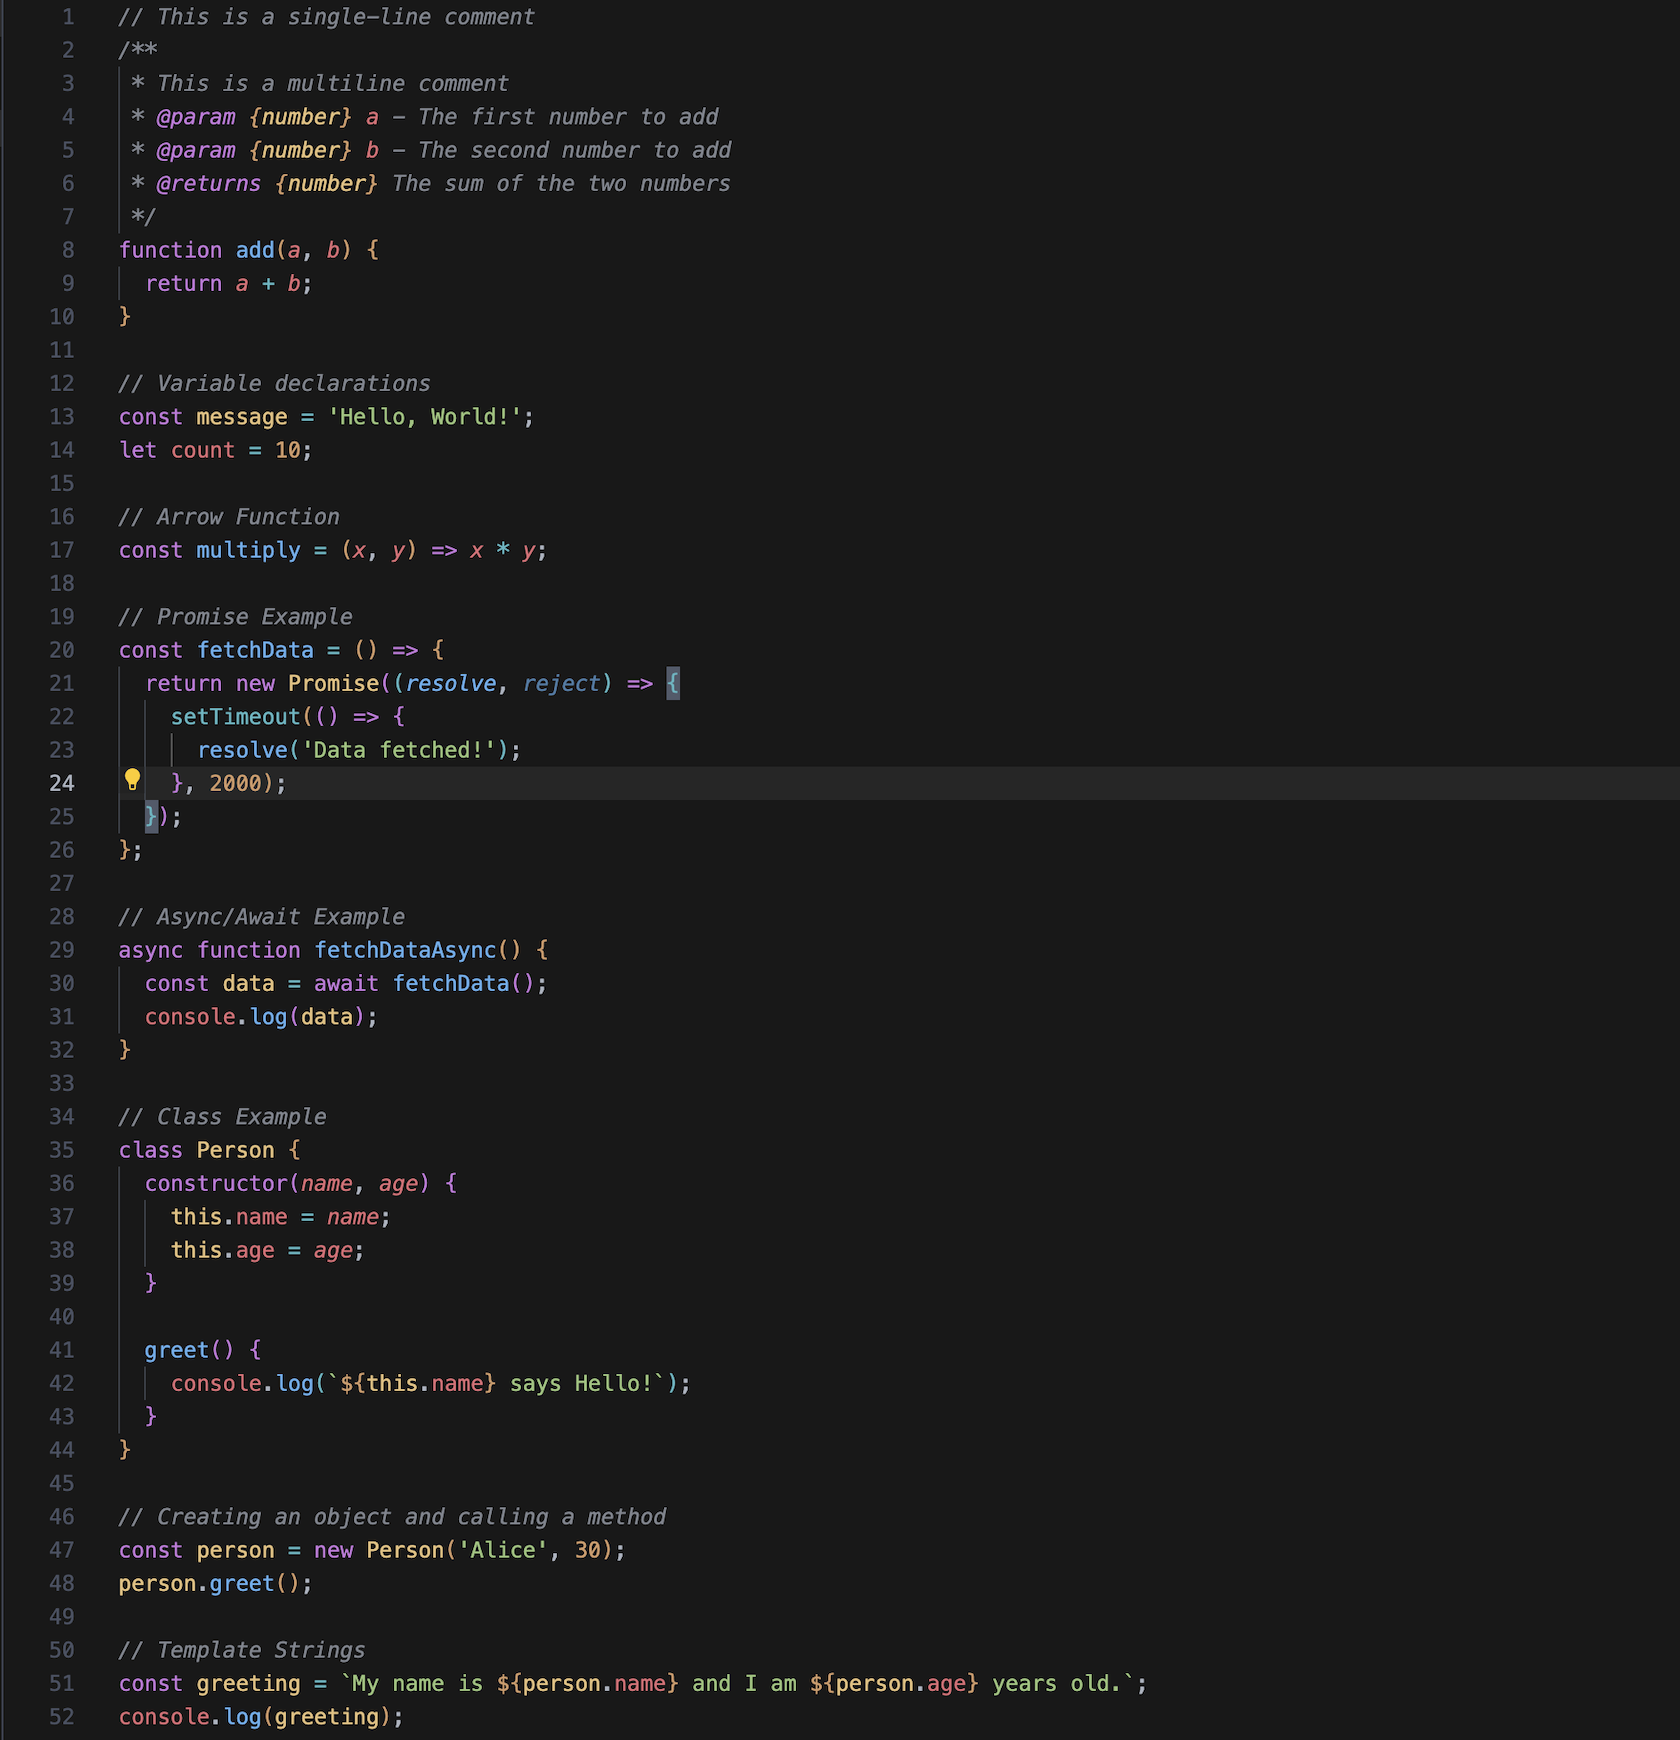 1 // This is a single-line comment
2 /**
3  * This is a multiline comment
4  * @param {number} a - The first number to add
5  * @param {number} b - The second number to add
6  * @returns {number} The sum of the two numbers
7  */
8 function add(a, b) {
9   return a + b;
10 }
11
12 // Variable declarations
13 const message = 'Hello, World!';
14 let count = 10;
15
16 // Arrow Function
17 const multiply = (x, y) => x * y;
18
19 // Promise Example
20 const fetchData = () => {
21   return new Promise((resolve, reject) => {
22     setTimeout(() => {
23       resolve('Data fetched!');
24     }, 2000);
25   });
26 };
27
28 // Async/Await Example
29 async function fetchDataAsync() {
30   const data = await fetchData();
31   console.log(data);
32 }
33
34 // Class Example
35 class Person {
36   constructor(name, age) {
37     this.name = name;
38     this.age = age;
39   }
40
41   greet() {
42     console.log(`${this.name} says Hello!`);
43   }
44 }
45
46 // Creating an object and calling a method
47 const person = new Person('Alice', 30);
48 person.greet();
49
50 // Template Strings
51 const greeting = `My name is ${person.name} and I am ${person.age} years old.`;
52 console.log(greeting);